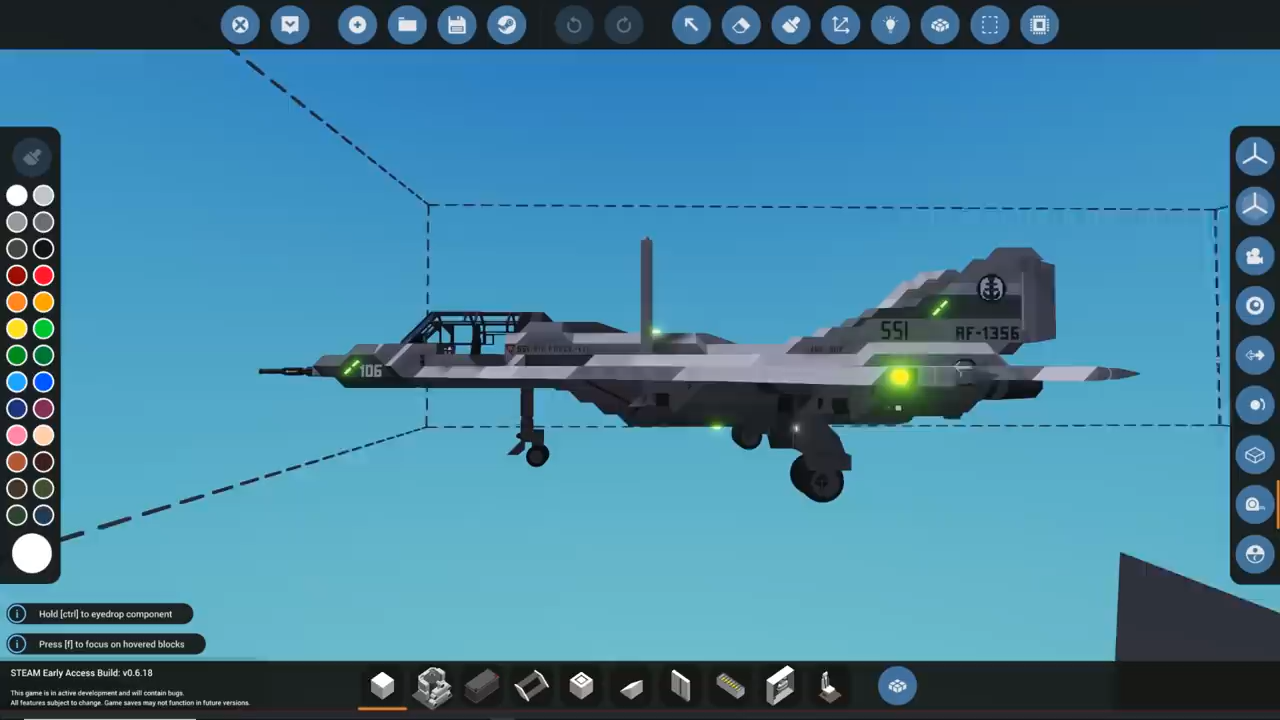 551
RF-1356
106
Hold [ctrl] to eyedrop component
Press [f] to focus on hovered blocks
STEAM Early Access Build: v0.6.18
This game is in active development and will contain bugs.
All features subject to change. Game saves may not function in future versions.